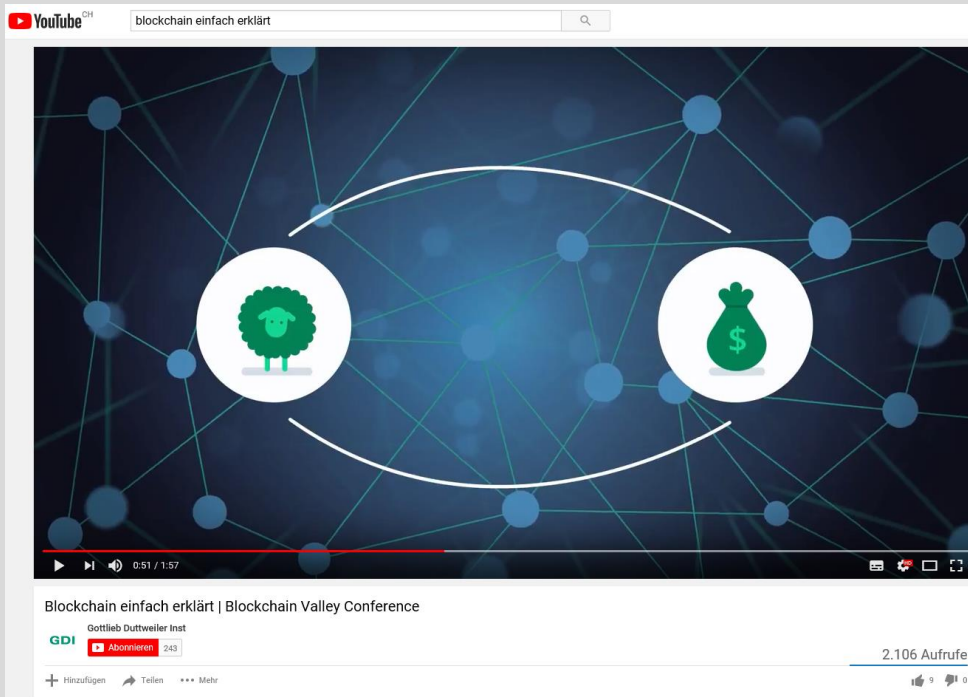 YouTube CH
blockchain einfach erklärt
$
0:51 / 1:57
HD
Blockchain einfach erklärt | Blockchain Valley Conference
GDI
Gottlieb Duttweiler Inst
Abonnieren 243
2.106 Aufrufe
Hinzufügen Teilen Mehr
9 0